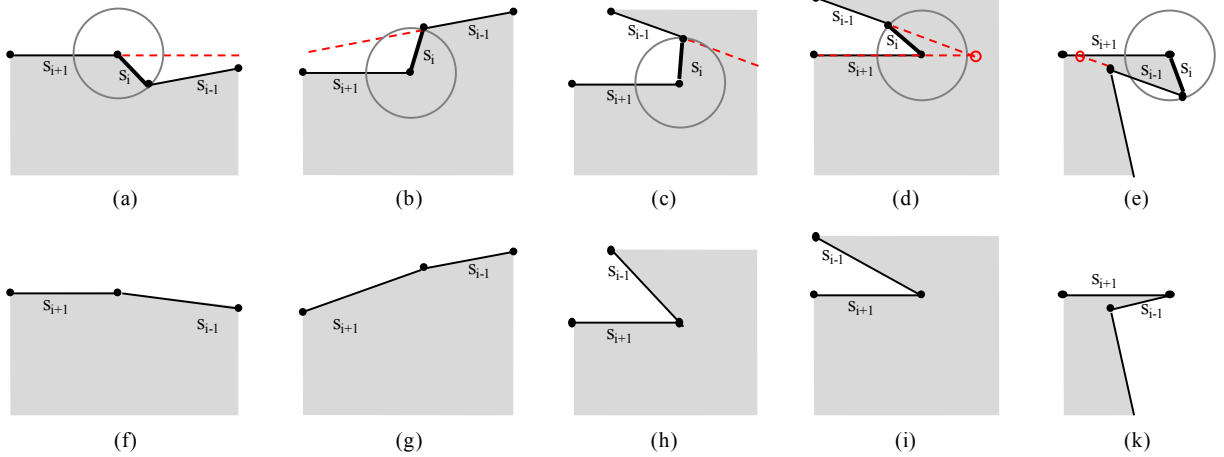 S_{i+1} S_i S_{i-1}
S_{i+1} S_i S_{i-1}
S_{i+1} S_i S_{i-1}
S_{i+1} S_i S_{i-1}
S_{i+1} S_{i-1} S_i
(a) (b) (c) (d) (e)
S_{i+1} S_{i-1}
S_{i+1} S_{i-1}
S_{i-1} S_{i+1}
S_{i-1} S_{i+1}
S_{i+1} S_{i-1}
(f) (g) (h) (i) (k)